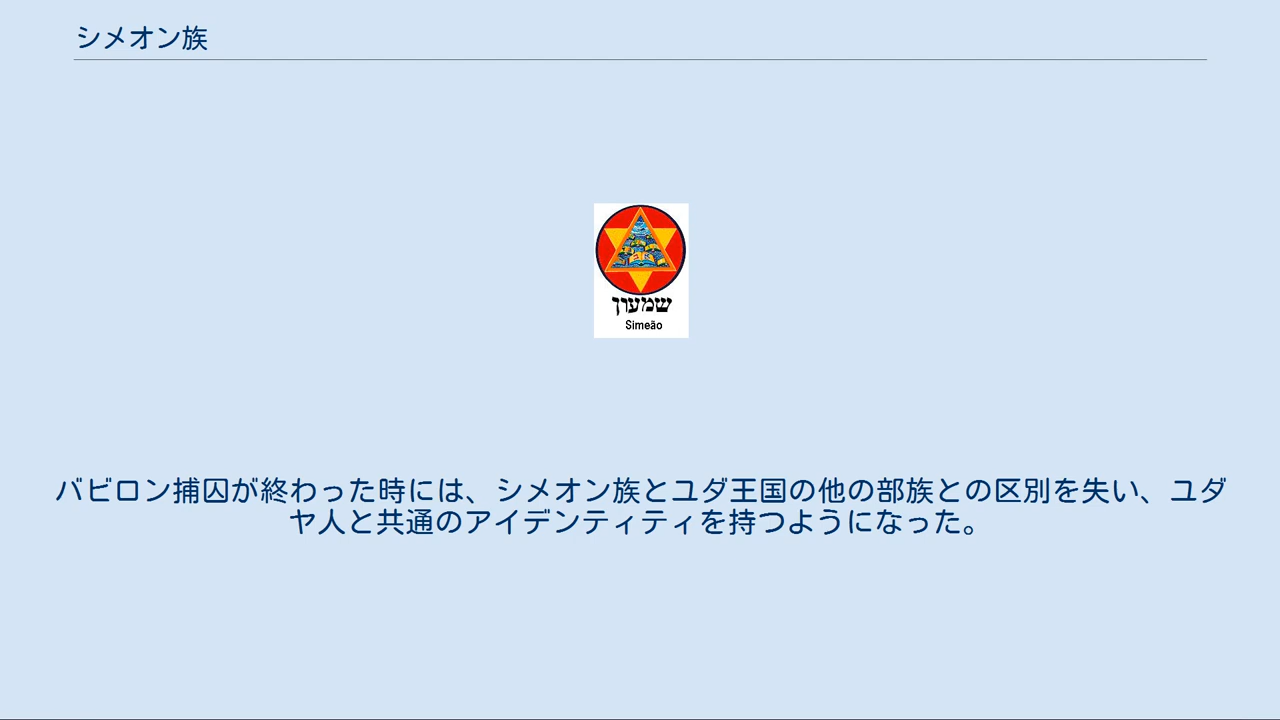 シメオン族
שמעון
Simeão
バビロン捕囚が終わった時には、シメオン族とユダ王国の他の部族との区別を失い、ユダ
ヤ人と共通のアイデンティティを持つようになった。